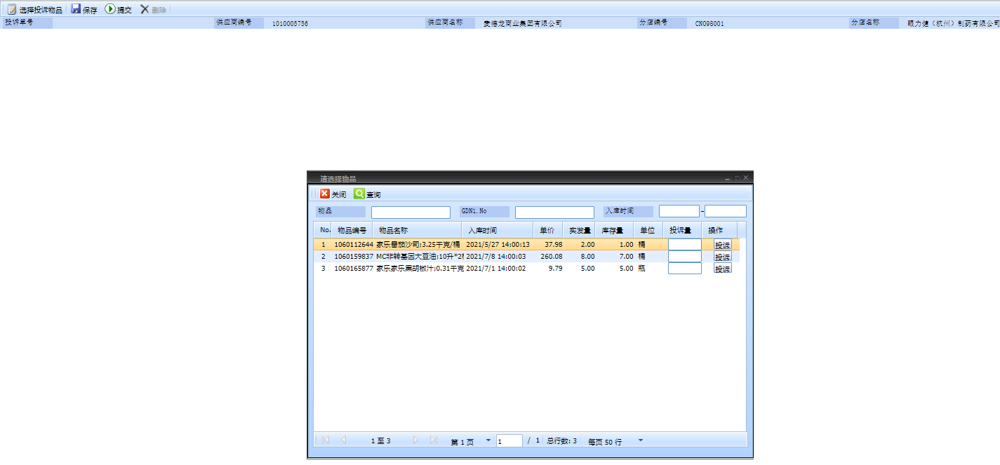 选择投诉物品 保存 提交 删除
投诉单号 供应商编号 1010005756 供应商名称 麦德龙商业集团有限公司 分店编号 CN098001 分店名称 眼力健（杭州）制药有限公司
请选择物品
关闭 查询
物品 GDN1.No 入库时间 -
No. 物品编号 物品名称 入库时间 单价 实发量 库存量 单位 投诉量 操作
1 1060112644 家乐番茄沙司;3.25千克/桶 2021/5/27 14:00:13 37.98 2.00 1.00 桶 投诉
2 1060159837 MC非转基因大豆油;10升*2 2021/7/8 14:00:03 260.08 8.00 7.00 桶 投诉
3 1060165877 家乐家乐黑胡椒汁;0.31千克 2021/7/1 14:00:02 9.79 5.00 5.00 瓶 投诉
1 至 3 第 1 页 1 / 1 总行数: 3 每页 50 行